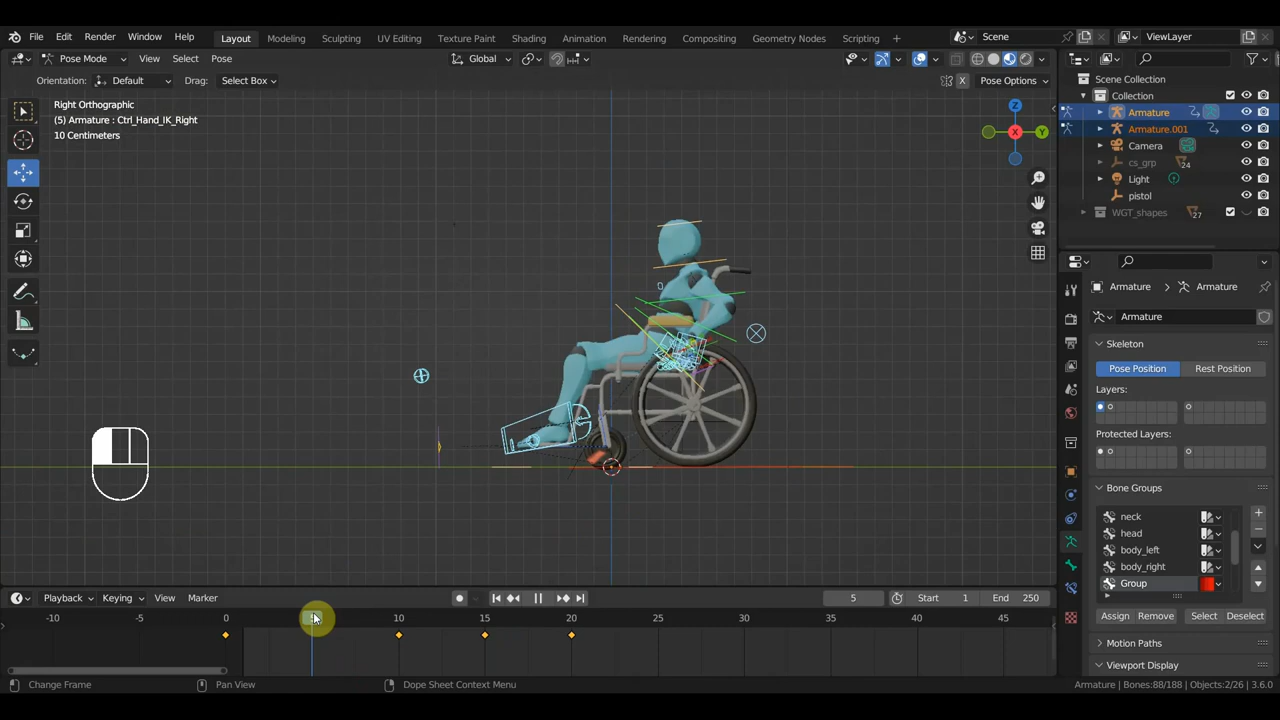 File Edit Render Window Help Layout Modeling Sculpting UV Editing Texture Paint Shading Animation Rendering Compositing Geometry Nodes Scripting + Scene ViewLayer
Pose Mode View Select Pose Global
Orientation: Default Drag: Select Box X Pose Options
Right Orthographic
(5) Armature : Ctrl_Hand_IK_Right
10 Centimeters
Z
Y
X
Scene Collection
Collection
Armature
Armature.001
Camera
cs_grp 24
Light
pistol
WGT_shapes 27
Armature Armature
Armature
Skeleton
Pose Position Rest Position
Layers:
Protected Layers:
Bone Groups
neck
head
body_left
body_right
Group
Assign Remove Select Deselect
Motion Paths
Viewport Display
Playback Keying View Marker 5 Start 1 End 250
-10 -5 0 5 10 15 20 25 30 35 40 45
Change Frame Pan View Dope Sheet Context Menu Armature | Bones:88/188 | Objects:2/26 | 3.6.0